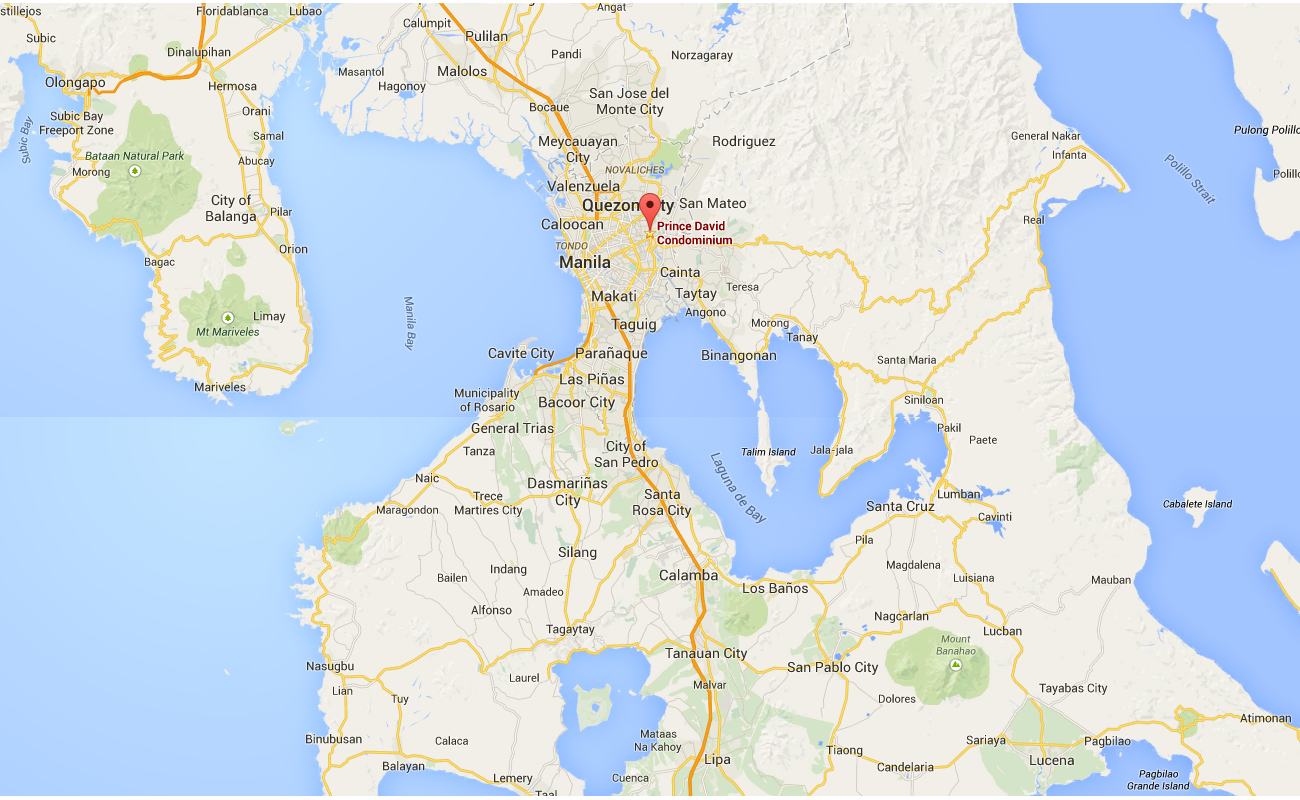 stillejos
Floridablanca
Lubao
Angat
Calumpit
Subic
Pulilan
Dinalupihan
Pandi
Norzagaray
Masantol
Malolos
Olongapo
Hermosa
Hagonoy
San Jose del
Monte City
Bocaue
Orani
Subic Bay
Freeport Zone
Samal
Meycauayan
City
Rodriguez
General Nakar
Pulong Polillo
Subic Bay
Bataan Natural Park
Abucay
Infanta
Morong
NOVALICHES
Polillo Strait
Polillo
Valenzuela
City of
Balanga
Pilar
Quezon City
San Mateo
Caloocan
Prince David
Condominium
Real
Orion
TONDO
Bagac
Manila
Cainta
Teresa
Makati
Taytay
Manila Bay
Limay
Angono
Mt Mariveles
Taguig
Morong
Tanay
Cavite City
Parañaque
Binangonan
Santa Maria
Mariveles
Las Piñas
Municipality
of Rosario
Bacoor City
Siniloan
General Trias
Pakil
Paete
Tanza
City of
San Pedro
Talim Island
Jala-jala
Laguna de Bay
Naic
Dasmariñas
City
Trece
Martires City
Santa
Rosa City
Lumban
Cabalete Island
Maragondon
Santa Cruz
Cavinti
Pila
Silang
Magdalena
Indang
Bailen
Calamba
Luisiana
Mauban
Los Baños
Amadeo
Alfonso
Nagcarlan
Tagaytay
Lucban
Mount
Banahao
Tanauan City
Nasugbu
San Pablo City
Laurel
Malvar
Lian
Tuy
Dolores
Tayabas City
Atimonan
Binubusan
Calaca
Mataas
Na Kahoy
Tiaong
Sariaya
Pagbilao
Lipa
Lucena
Balayan
Candelaria
Lemery
Cuenca
Pagbilao
Grande Island
Taal